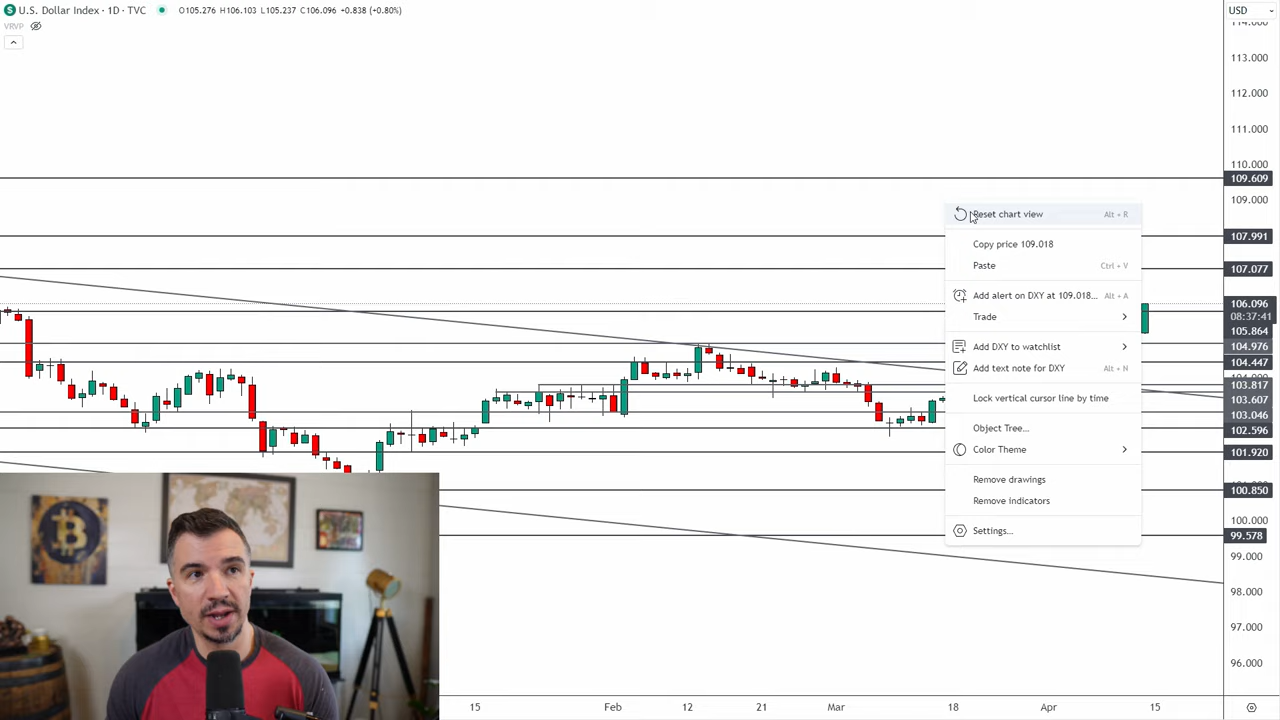 U.S. Dollar Index · 1D · TVC O105.276 H106.103 L105.237 C106.096 +0.838 (+0.80%)
VRVP
USD
114.000
113.000
112.000
111.000
110.000
109.609
109.000
107.991
107.077
106.096
08:37:41
105.864
104.976
104.447
104.000
103.817
103.607
103.046
102.596
101.920
100.850
100.000
99.578
99.000
98.000
97.000
96.000
Reset chart view Alt + R
Copy price 109.018
Paste Ctrl + V
Add alert on DXY at 109.018... Alt + A
Trade
Add DXY to watchlist
Add text note for DXY Alt + N
Lock vertical cursor line by time
Object Tree...
Color Theme
Remove drawings
Remove indicators
Settings...
15 Feb 12 21 Mar 18 Apr 15